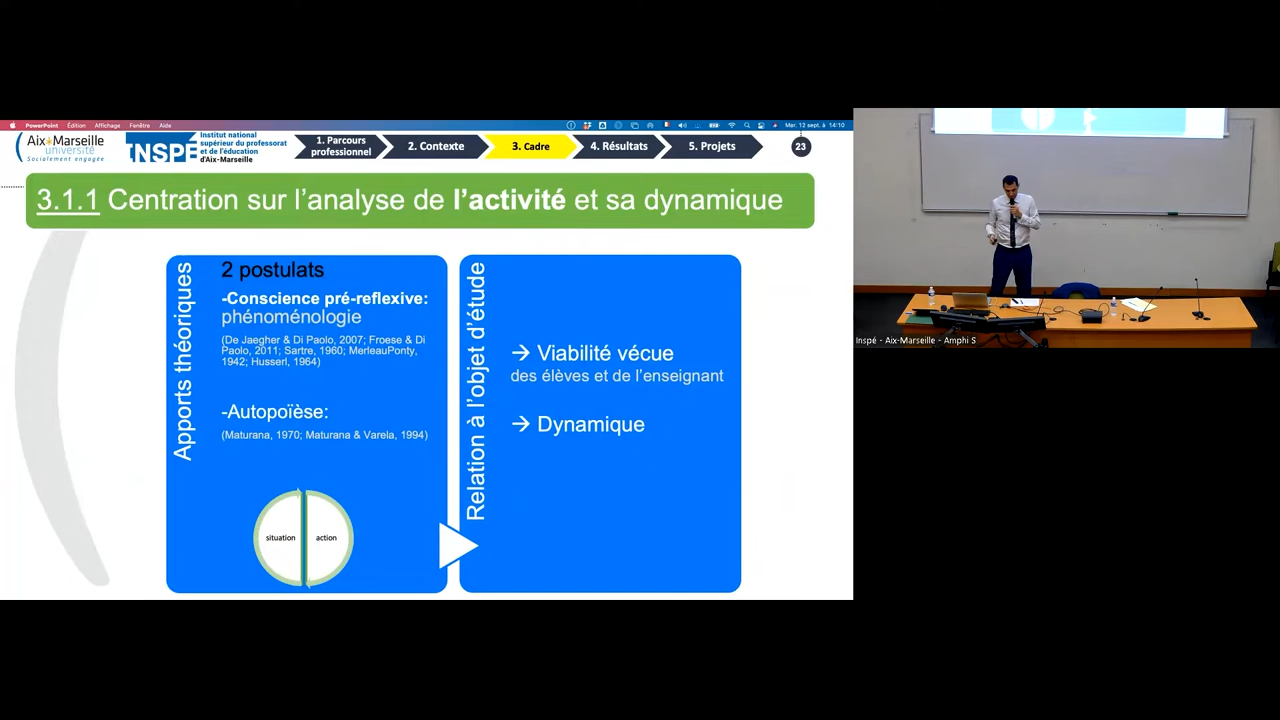 PowerPoint Édition Affichage Fenêtre Aide
Mar. 12 sept. à 14:10
Aix*Marseille
université
Socialement engagée
INSPÉ
Institut national
supérieur du professorat
et de l'éducation
d'Aix-Marseille
1. Parcours
professionnel
2. Contexte
3. Cadre
4. Résultats
5. Projets
23
3.1.1 Centration sur l'analyse de l'activité et sa dynamique
Apports théoriques
2 postulats
-Conscience pré-reflexive:
phénoménologie
(De Jaegher & Di Paolo, 2007; Froese & Di
Paolo, 2011; Sartre, 1960; MerleauPonty,
1942; Husserl, 1964)
-Autopoïèse:
(Maturana, 1970; Maturana & Varela, 1994)
situation
action
Relation à l'objet d'étude
→ Viabilité vécue
des élèves et de l'enseignant
→ Dynamique
Inspé - Aix-Marseille - Amphi S